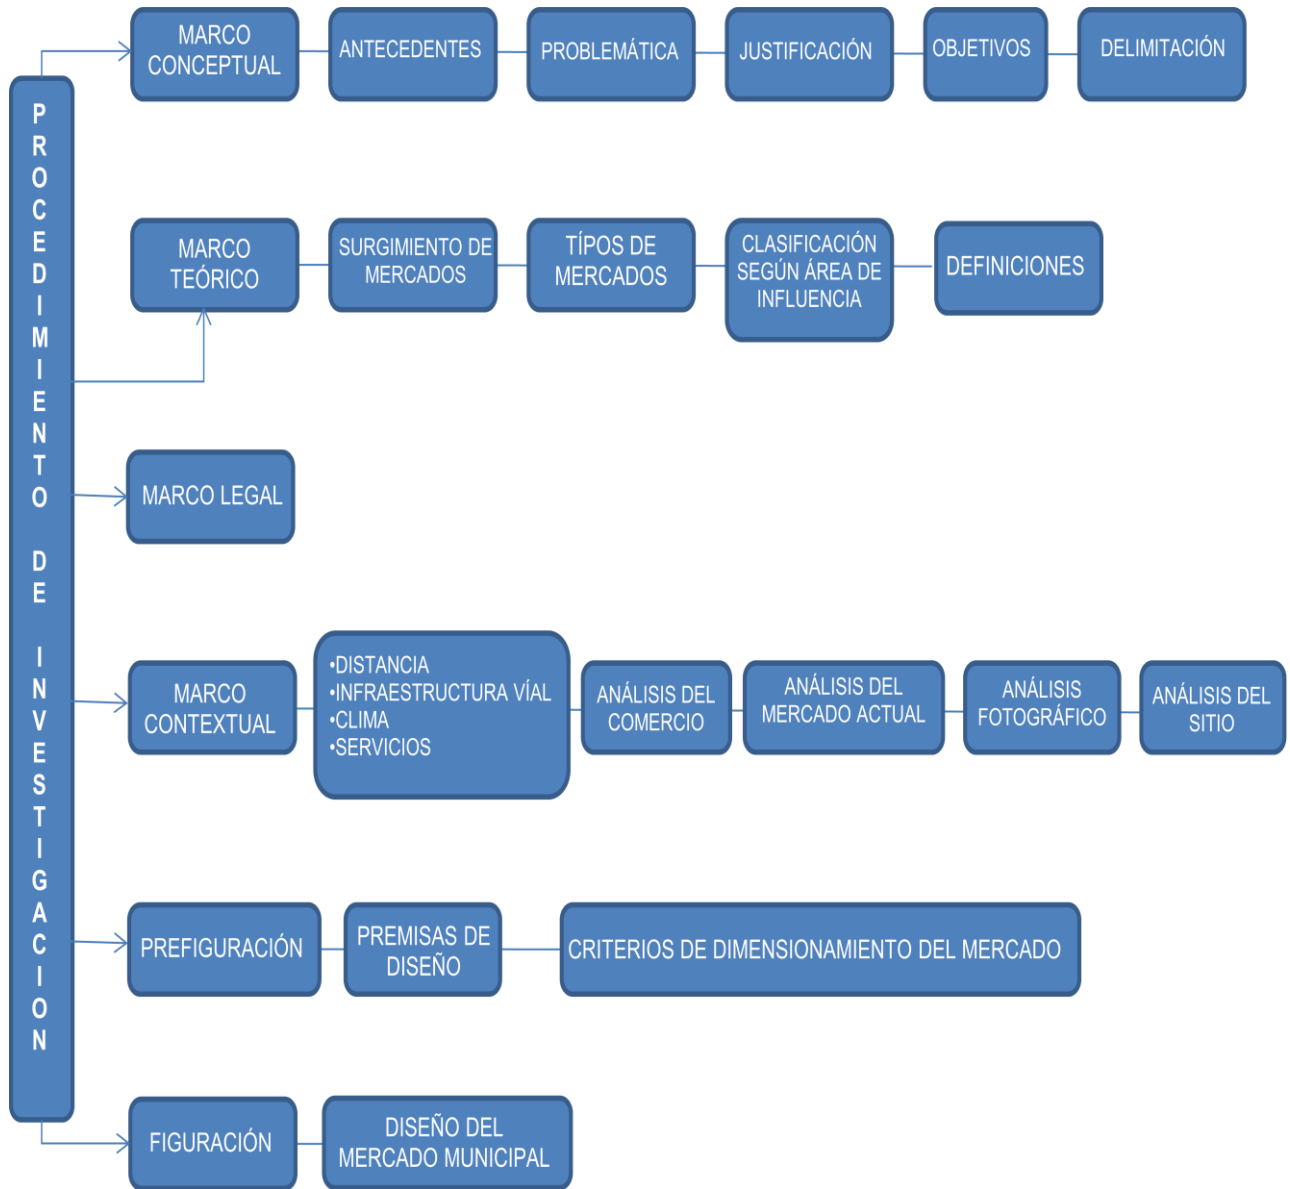 PROCEDIMIENTO DE INVESTIGACION
MARCO
CONCEPTUAL
ANTECEDENTES
PROBLEMÁTICA
JUSTIFICACIÓN
OBJETIVOS
DELIMITACIÓN
MARCO
TEÓRICO
SURGIMIENTO DE
MERCADOS
TÍPOS DE
MERCADOS
CLASIFICACIÓN
SEGÚN ÁREA DE
INFLUENCIA
DEFINICIONES
MARCO LEGAL
MARCO
CONTEXTUAL
•DISTANCIA
•INFRAESTRUCTURA VÍAL
•CLIMA
•SERVICIOS
ANÁLISIS DEL
COMERCIO
ANÁLISIS DEL
MERCADO ACTUAL
ANÁLISIS
FOTOGRÁFICO
ANÁLISIS DEL
SITIO
PREFIGURACIÓN
PREMISAS DE
DISEÑO
CRITERIOS DE DIMENSIONAMIENTO DEL MERCADO
FIGURACIÓN
DISEÑO DEL
MERCADO MUNICIPAL